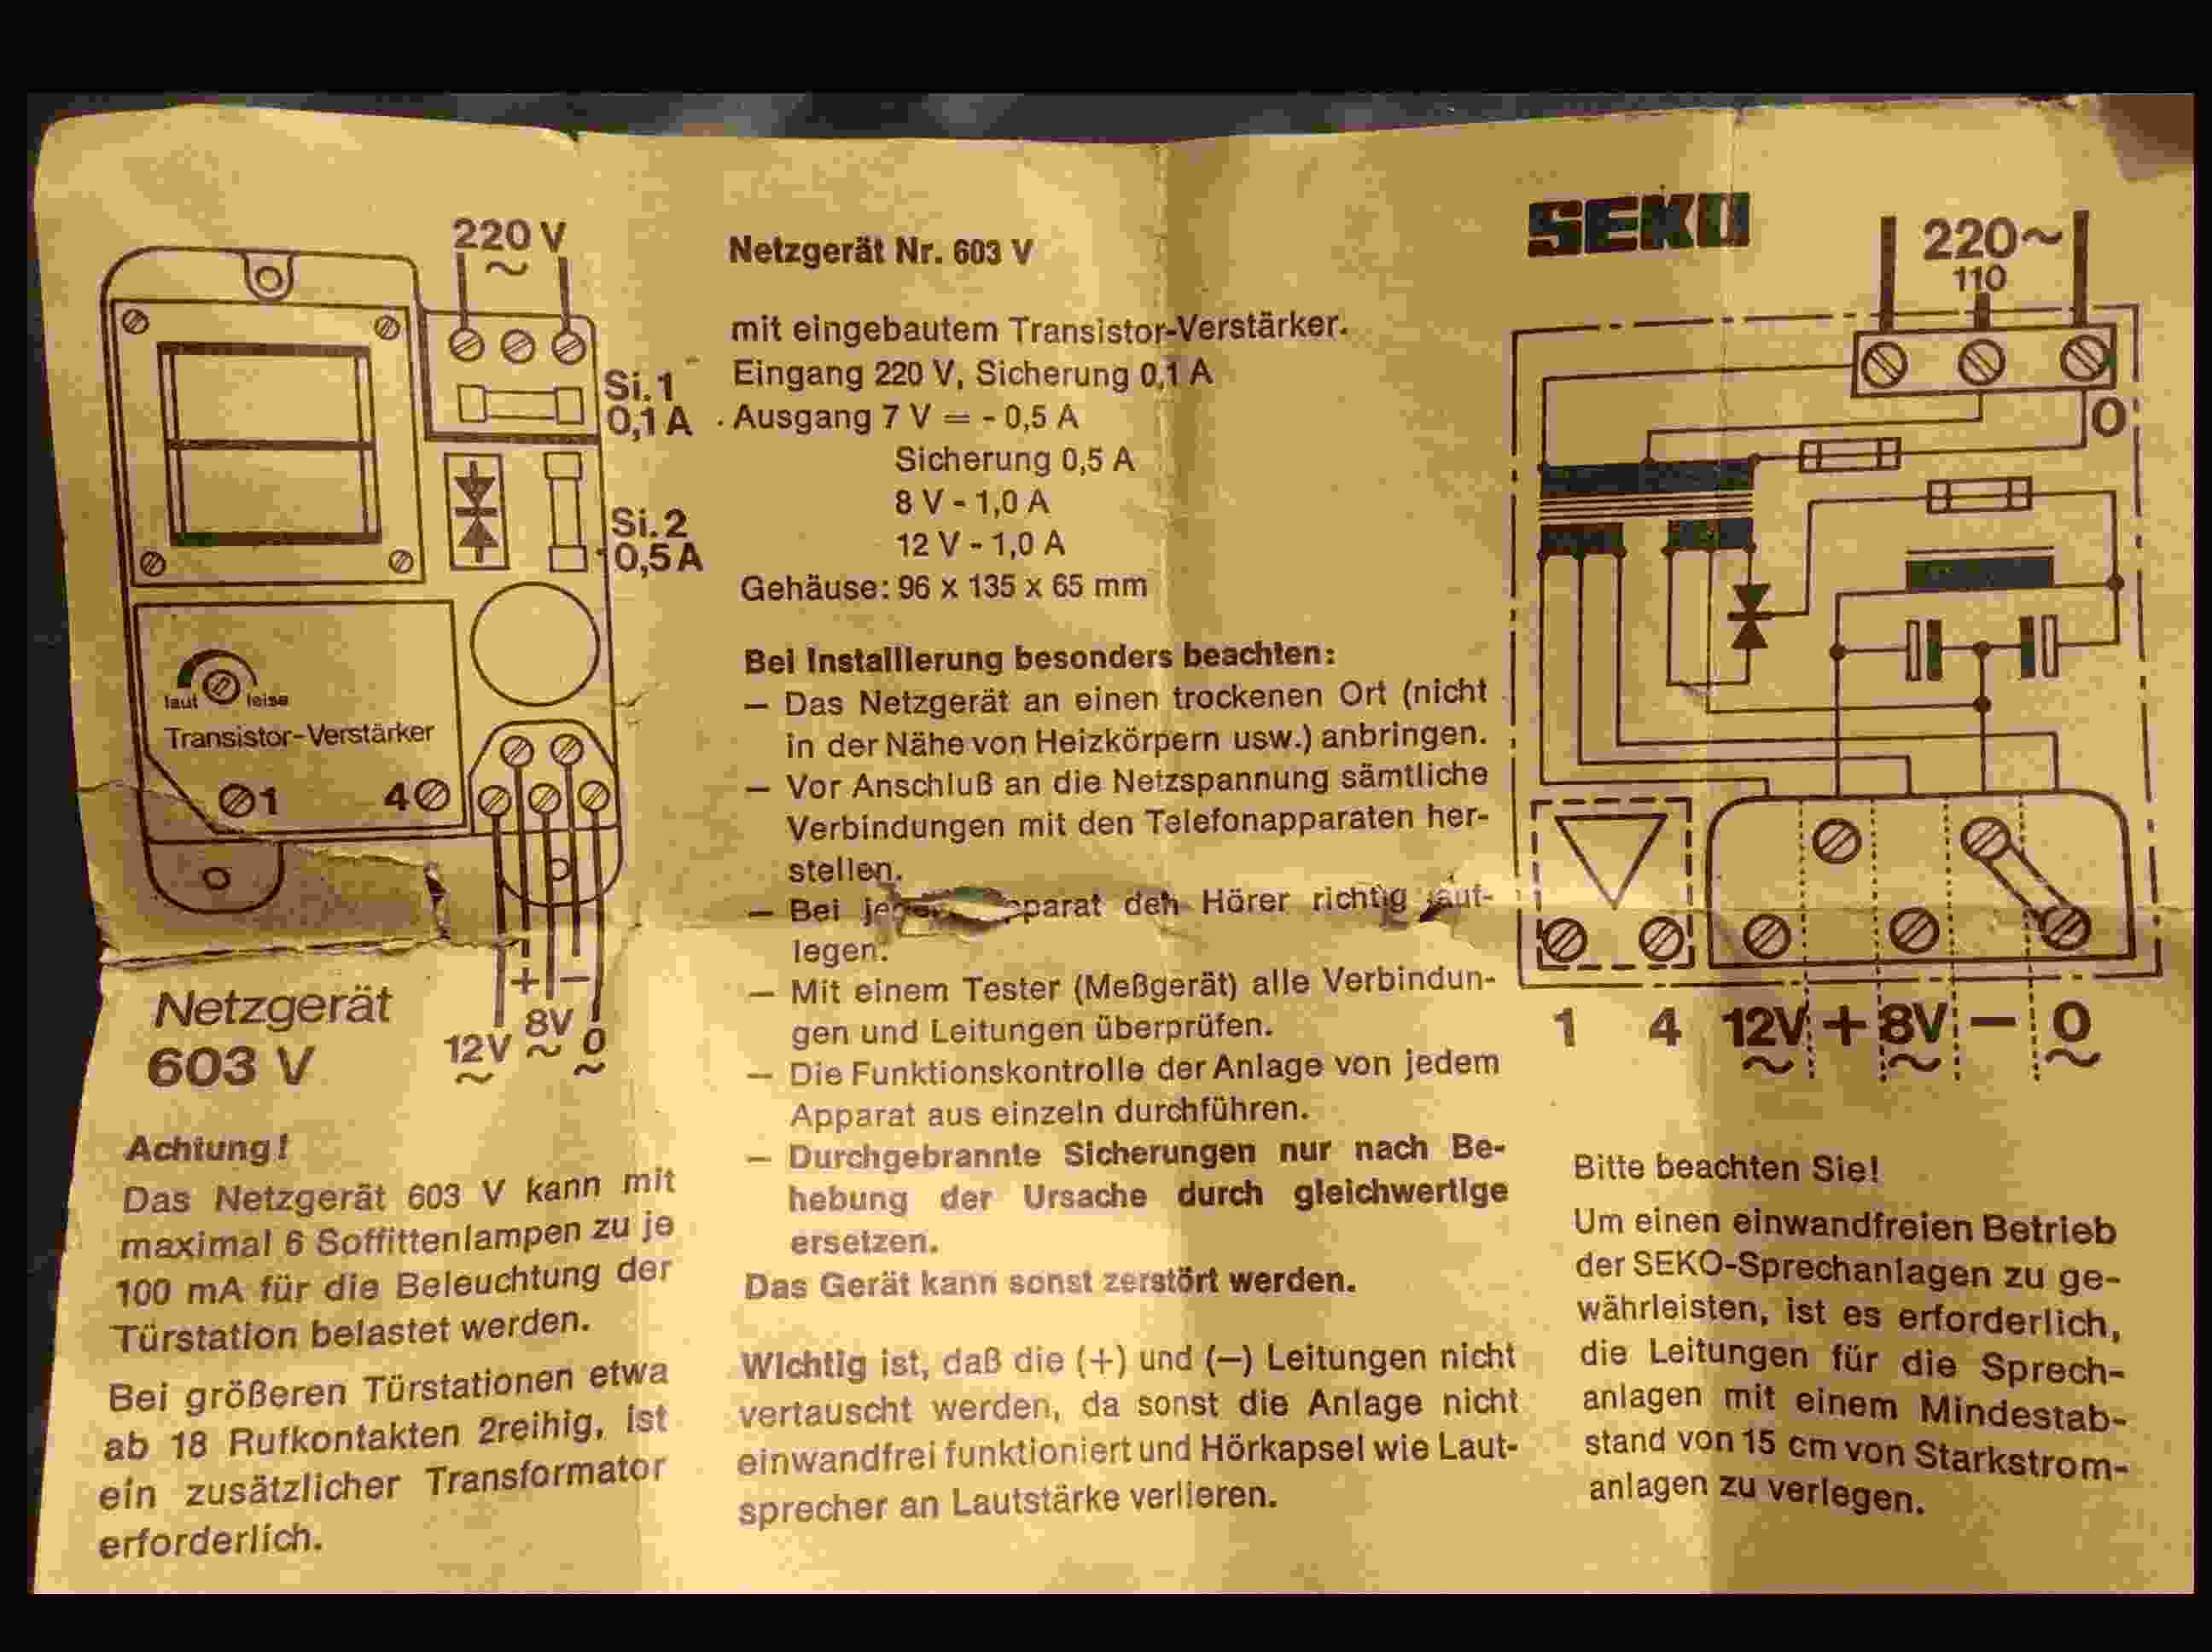 220 V
~
Si.1
0,1 A
Si.2
0,5 A
laut
leise
Transistor-Verstärker
1
4
+ −
12V 8V 0
~ ~ ~
Netzgerät
603 V
Achtung!
Das Netzgerät 603 V kann mit
maximal 6 Soffittenlampen zu je
100 mA für die Beleuchtung der
Türstation belastet werden.
Bei größeren Türstationen etwa
ab 18 Rufkontakten 2reihig, ist
ein zusätzlicher Transformator
erforderlich.
Netzgerät Nr. 603 V
mit eingebautem Transistor-Verstärker.
Eingang 220 V, Sicherung 0,1 A
Ausgang 7 V = - 0,5 A
Sicherung 0,5 A
8 V - 1,0 A
12 V - 1,0 A
Gehäuse: 96 x 135 x 65 mm
Bei Installierung besonders beachten:
— Das Netzgerät an einen trockenen Ort (nicht
in der Nähe von Heizkörpern usw.) anbringen.
— Vor Anschluß an die Netzspannung sämtliche
Verbindungen mit den Telefonapparaten her-
stellen.
— Bei den Hörer richtig auf-
legen.
— Mit einem Tester (Meßgerät) alle Verbindun-
gen und Leitungen überprüfen.
— Die Funktionskontrolle der Anlage von jedem
Apparat aus einzeln durchführen.
— Durchgebrannte Sicherungen nur nach Be-
hebung der Ursache durch gleichwertige
ersetzen.
Das Gerät kann sonst zerstört werden.
Wichtig ist, daß die (+) und (—) Leitungen nicht
vertauscht werden, da sonst die Anlage nicht
einwandfrei funktioniert und Hörkapsel wie Laut-
sprecher an Lautstärke verlieren.
SEKO
220~
110
0
1 4 12V + 8V − 0
~ ~ ~
Bitte beachten Sie!
Um einen einwandfreien Betrieb
der SEKO-Sprechanlagen zu ge-
währleisten, ist es erforderlich,
die Leitungen für die Sprech-
anlagen mit einem Mindestab-
stand von 15 cm von Starkstrom-
anlagen zu verlegen.